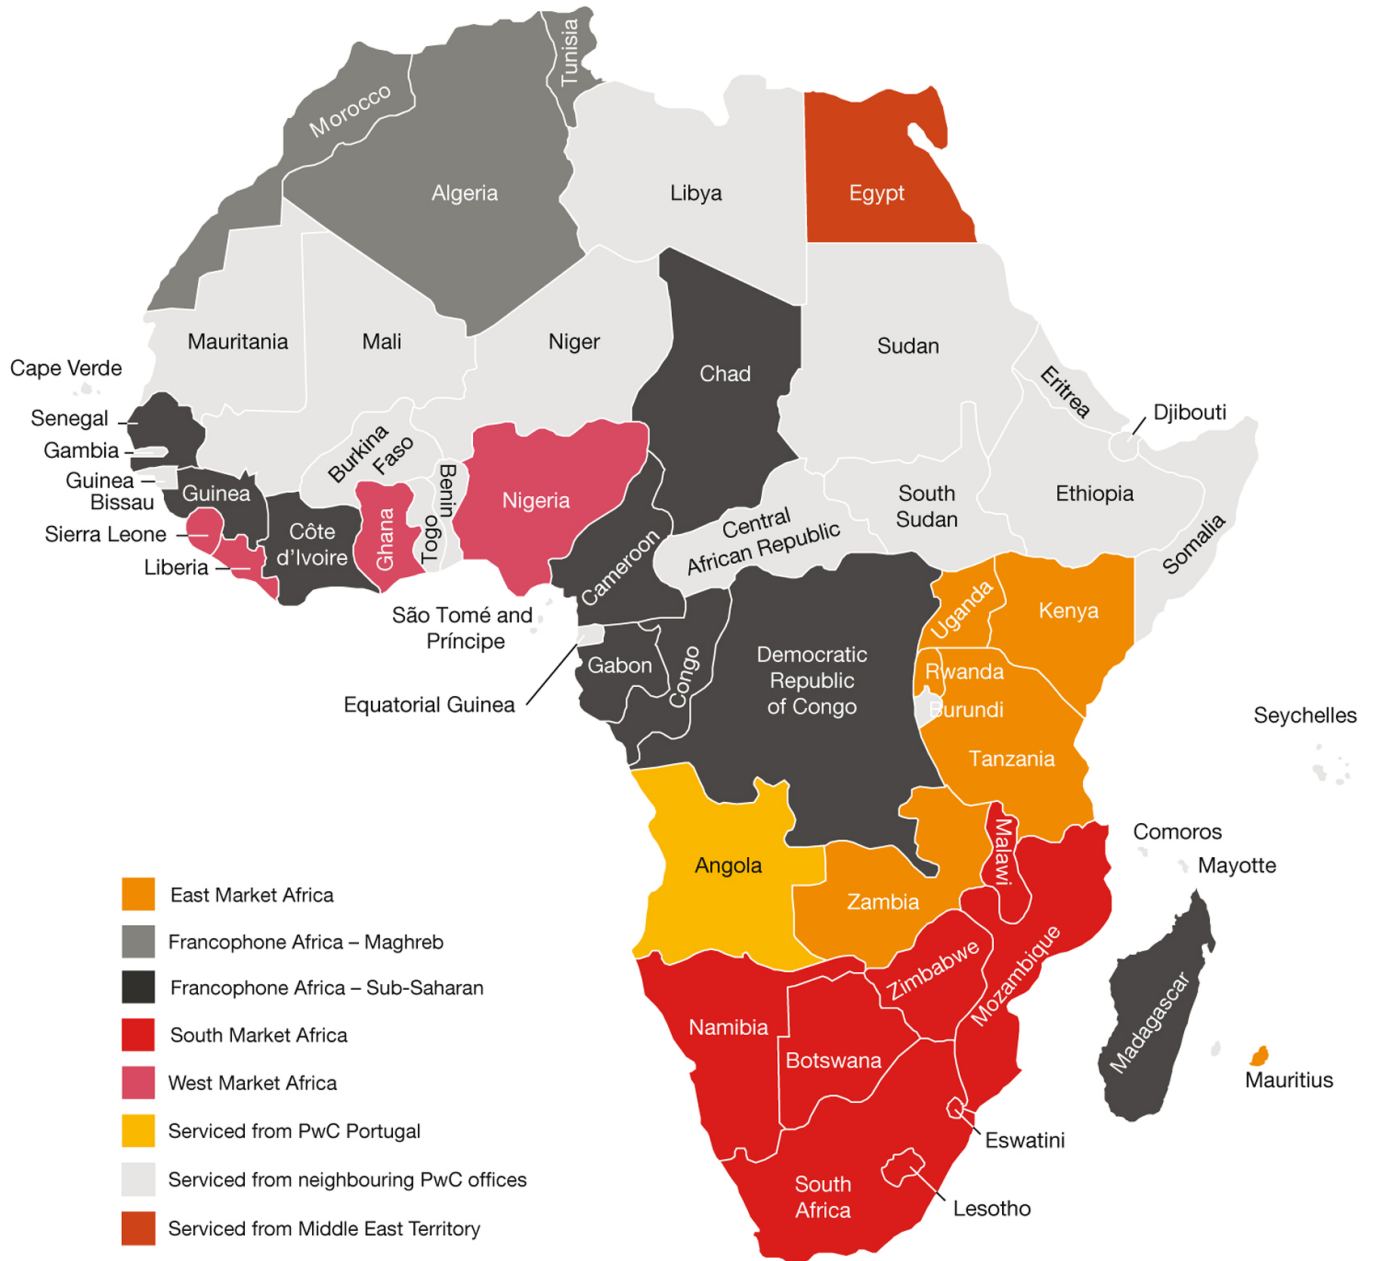 Tunisia
Morocco
Algeria
Libya
Egypt
Mauritania
Mali
Niger
Chad
Sudan
Eritrea
Cape Verde
Senegal
Gambia
Guinea
Bissau
Guinea
Sierra Leone
Liberia
Côte
d’Ivoire
Burkina
Faso
Ghana
Togo
Benin
Nigeria
Cameroon
Central
African Republic
South
Sudan
Ethiopia
Djibouti
Somalia
São Tomé and
Príncipe
Equatorial Guinea
Gabon
Congo
Democratic
Republic
of Congo
Uganda
Kenya
Rwanda
Burundi
Tanzania
Seychelles
Comoros
Mayotte
Angola
Zambia
Malawi
Mozambique
Zimbabwe
Namibia
Botswana
Madagascar
Mauritius
Eswatini
Lesotho
South
Africa
East Market Africa
Francophone Africa – Maghreb
Francophone Africa – Sub-Saharan
South Market Africa
West Market Africa
Serviced from PwC Portugal
Serviced from neighbouring PwC offices
Serviced from Middle East Territory